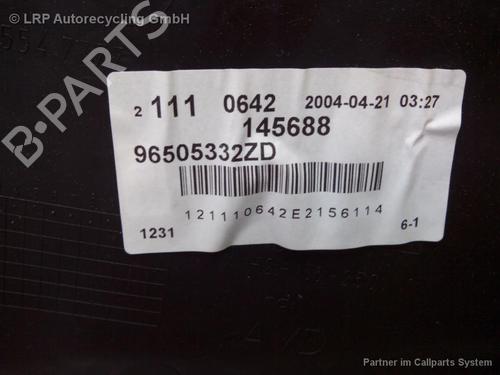 © LRP Autorecycling GmbH
B-Parts
2 111 0642 2004-04-21 03:27
145688
96505332ZD
121110642E2156114
1231 6-1
Partner im Callparts System